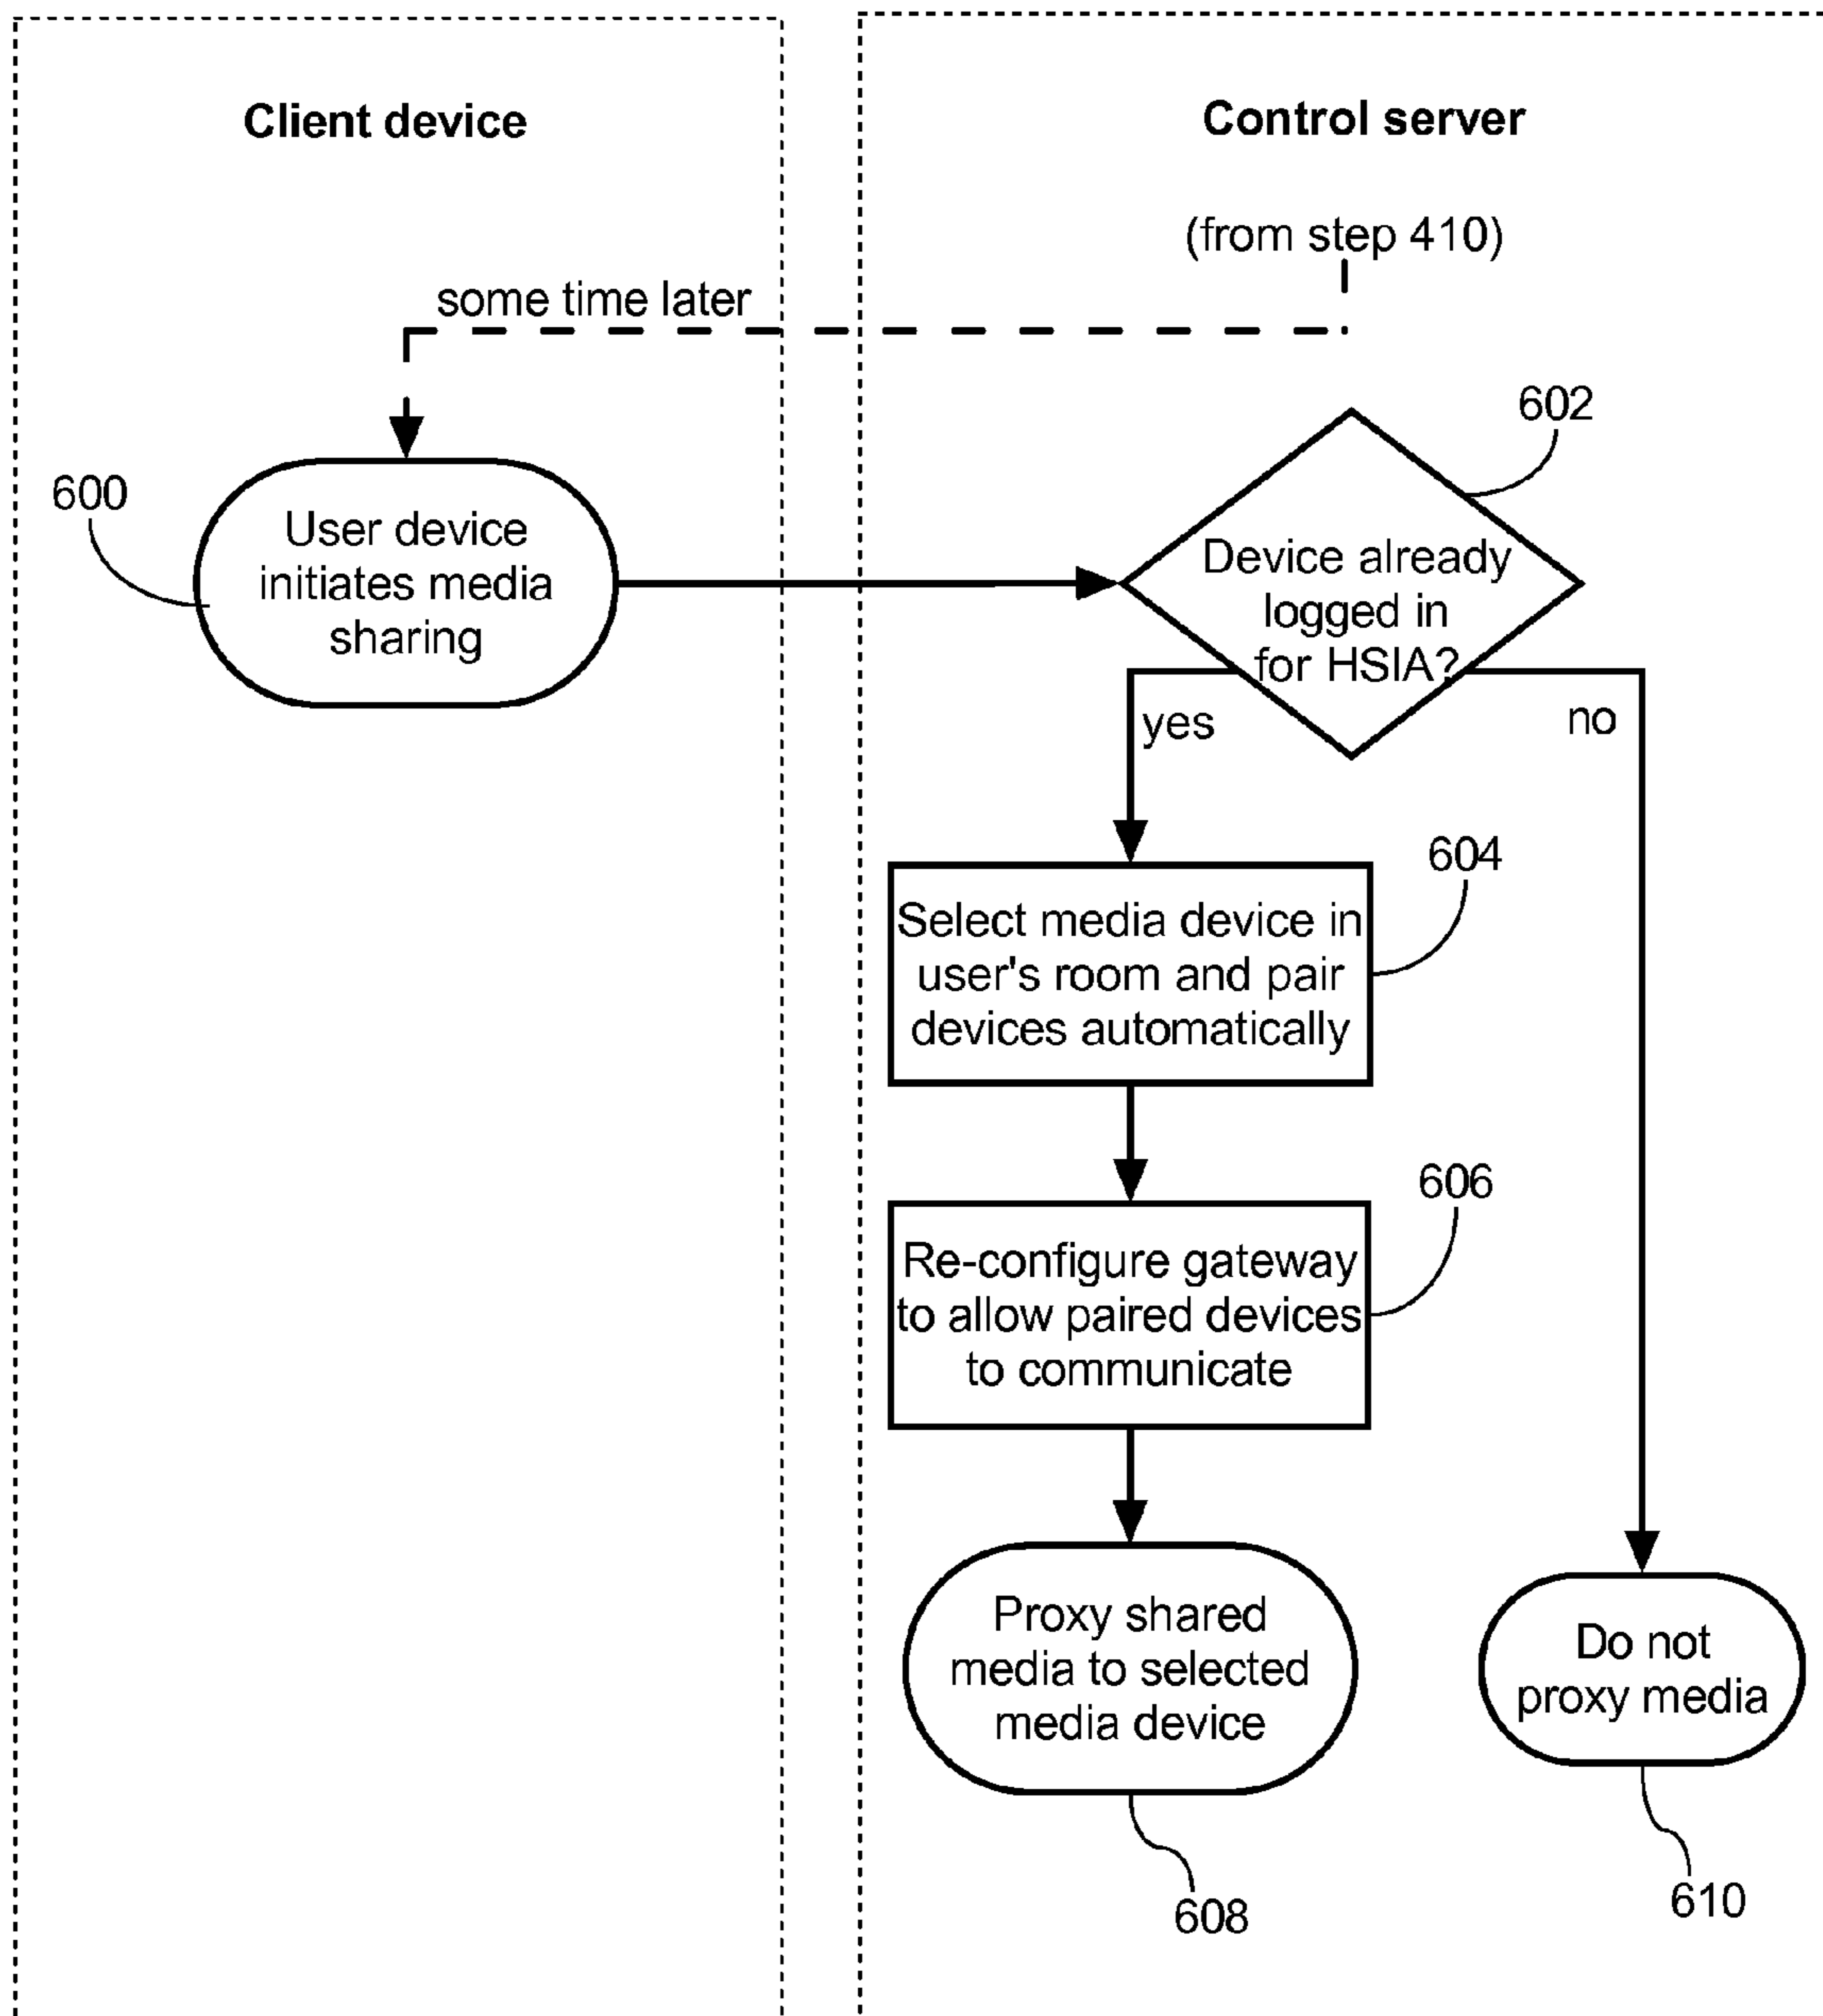 Client device
Control server
(from step 410)
some time later
602
600
User device
initiates media
sharing
Device already
logged in
for HSIA?
yes
no
604
Select media device in
user's room and pair
devices automatically
606
Re-configure gateway
to allow paired devices
to communicate
Proxy shared
media to selected
media device
Do not
proxy media
608
610